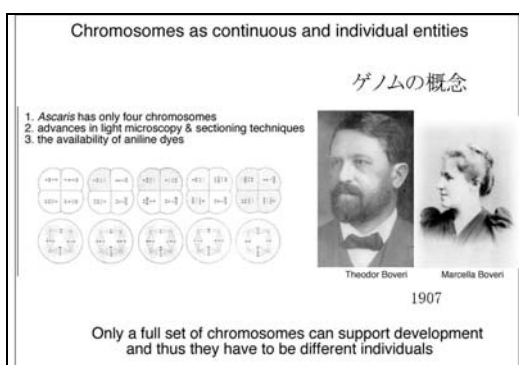 Chromosomes as continuous and individual entities
ゲノムの概念
1. Ascaris has only four chromosomes
2. advances in light microscopy & sectioning techniques
3. the availability of aniline dyes
Theodor Boveri
Marcella Boveri
1907
Only a full set of chromosomes can support development
and thus they have to be different individuals